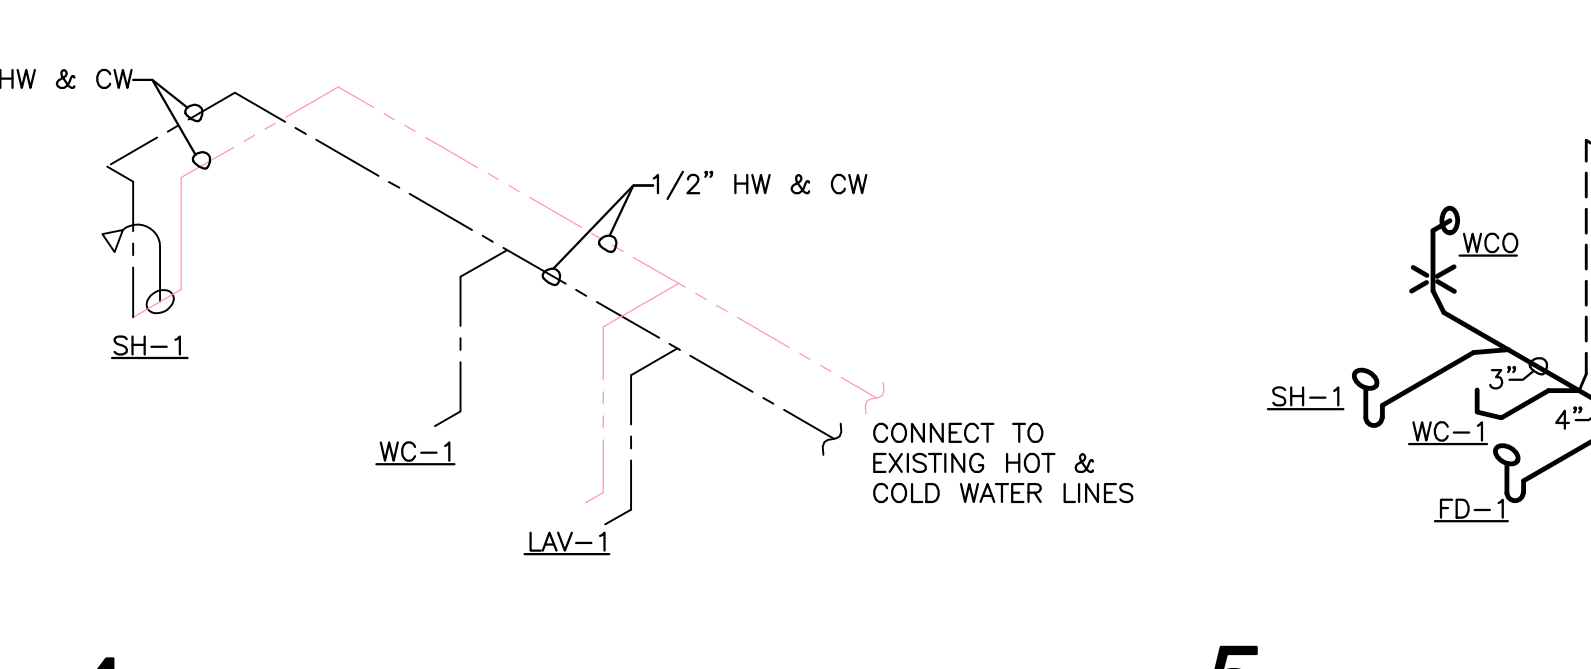 HW & CW
1/2” HW & CW
SH-1
WC-1
LAV-1
CONNECT TO
EXISTING HOT &
COLD WATER LINES
WCO
3”
SH-1
WC-1
4”
FD-1